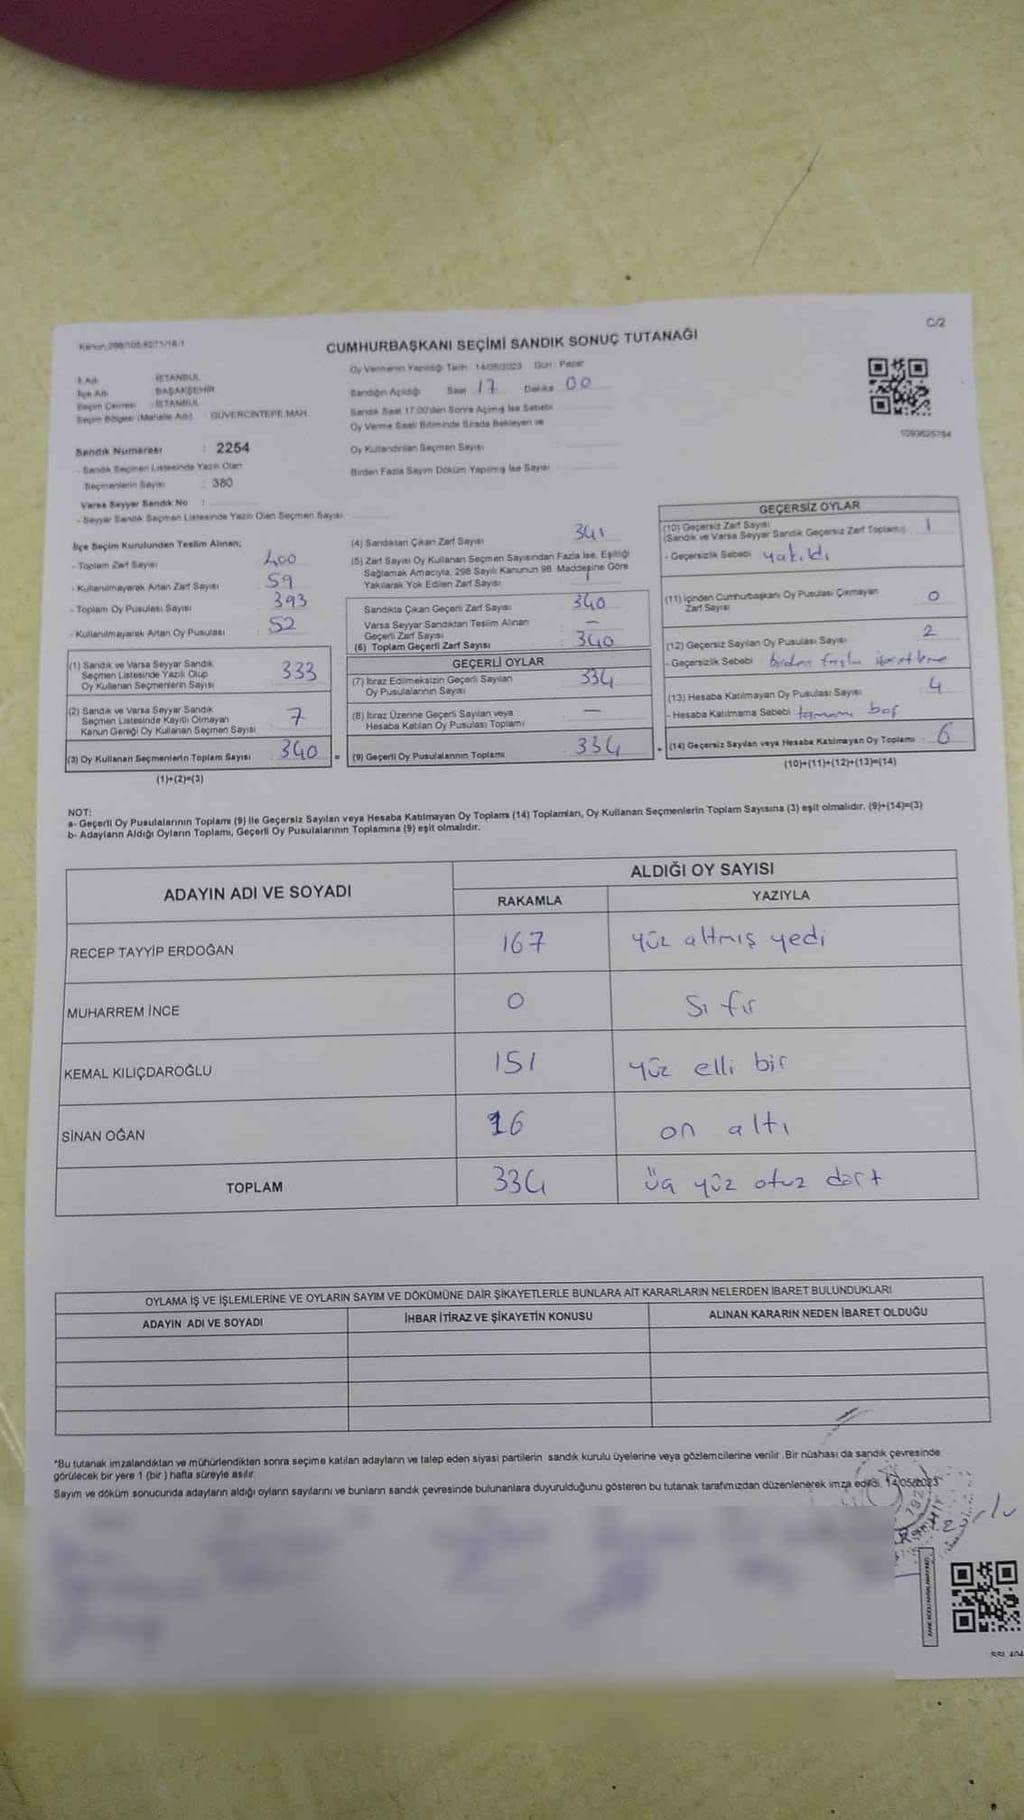 Kanun 298/105,6271/18/1
C/2
CUMHURBAŞKANI SEÇİMİ SANDIK SONUÇ TUTANAĞI
İl Adı İSTANBUL
İlçe Adı BAŞAKŞEHİR
Seçim Çevresi İSTANBUL
Seçim Bölgesi (Mahalle Adı) GÜVERCİNTEPE MAH.
Sandık Numarası : 2254
- Sandık Seçmen Listesinde Yazılı Olan
Seçmenlerin Sayısı : 380
Varsa Seyyar Sandık No :
- Seyyar Sandık Seçmen Listesinde Yazılı Olan Seçmen Sayısı
Oy Vermenin Yapıldığı Tarih : 14/05/2023 Gün : Pazar
Sandığın Açıldığı Saat 17 Dakika 00
Sandık Saat 17.00'den Sonra Açılmış İse Sebebi
Oy Verme Saati Bitiminde Sırada Bekleyen ve
Oy Kullandırılan Seçmen Sayısı
Birden Fazla Sayım Döküm Yapılmış İse Sayısı
1093625784
İlçe Seçim Kurulundan Teslim Alınan;
- Toplam Zarf Sayısı 400
- Kullanılmayarak Artan Zarf Sayısı 59
- Toplam Oy Pusulası Sayısı 393
- Kullanılmayarak Artan Oy Pusulası 52
(1) Sandık ve Varsa Seyyar Sandık
Seçmen Listesinde Yazılı Olup
Oy Kullanan Seçmenlerin Sayısı 333
(2) Sandık ve Varsa Seyyar Sandık
Seçmen Listesinde Kayıtlı Olmayan
Kanun Gereği Oy Kullanan Seçmen Sayısı 7
(3) Oy Kullanan Seçmenlerin Toplam Sayısı 340
(1)+(2)=(3)
(4) Sandıktan Çıkan Zarf Sayısı 341
(5) Zarf Sayısı Oy Kullanan Seçmen Sayısından Fazla İse, Eşitliği
Sağlamak Amacıyla, 298 Sayılı Kanunun 98. Maddesine Göre
Yakılarak Yok Edilen Zarf Sayısı 1
Sandıkta Çıkan Geçerli Zarf Sayısı 340
Varsa Seyyar Sandıktan Teslim Alınan
Geçerli Zarf Sayısı –
(6) Toplam Geçerli Zarf Sayısı 340
GEÇERLİ OYLAR
(7) İtiraz Edilmeksizin Geçerli Sayılan
Oy Pusulalarının Sayısı 334
(8) İtiraz Üzerine Geçerli Sayılan veya
Hesaba Katılan Oy Pusulası Toplamı –
= (9) Geçerli Oy Pusulalarının Toplamı 334
GEÇERSİZ OYLAR
(10) Geçersiz Zarf Sayısı
(Sandık ve Varsa Seyyar Sandık Geçersiz Zarf Toplamı) 1
- Geçersizlik Sebebi yakıldı
(11) İçinden Cumhurbaşkanı Oy Pusulası Çıkmayan
Zarf Sayısı 0
(12) Geçersiz Sayılan Oy Pusulası Sayısı 2
- Geçersizlik Sebebi birden fazla
(13) Hesaba Katılmayan Oy Pusulası Sayısı 4
- Hesaba Katılmama Sebebi tamamı boş
+ (14) Geçersiz Sayılan veya Hesaba Katılmayan Oy Toplamı 6
(10)+(11)+(12)+(13)=(14)
NOT:
a- Geçerli Oy Pusulalarının Toplamı (9) ile Geçersiz Sayılan veya Hesaba Katılmayan Oy Toplamı (14) Toplamları, Oy Kullanan Seçmenlerin Toplam Sayısına (3) eşit olmalıdır. (9)+(14)=(3)
b- Adayların Aldığı Oyların Toplamı, Geçerli Oy Pusulalarının Toplamına (9) eşit olmalıdır.
ADAYIN ADI VE SOYADI
ALDIĞI OY SAYISI
RAKAMLA YAZIYLA
RECEP TAYYİP ERDOĞAN 167 yüz altmış yedi
MUHARREM İNCE 0 Sıfır
KEMAL KILIÇDAROĞLU 151 yüz elli bir
SİNAN OĞAN 16 on altı
TOPLAM 334 üç yüz otuz dört
OYLAMA İŞ VE İŞLEMLERİNE VE OYLARIN SAYIM VE DÖKÜMÜNE DAİR ŞİKAYETLERLE BUNLARA AİT KARARLARIN NELERDEN İBARET BULUNDUKLARI
ADAYIN ADI VE SOYADI İHBAR İTİRAZ VE ŞİKAYETİN KONUSU ALINAN KARARIN NEDEN İBARET OLDUĞU
*Bu tutanak imzalandıktan ve mühürlendikten sonra seçime katılan adayların ve talep eden siyasi partilerin sandık kurulu üyelerine veya gözlemcilerine verilir. Bir nüshası da sandık çevresinde
görülecek bir yere 1 (bir) hafta süreyle asılır.
Sayım ve döküm sonucunda adayların aldığı oyların sayılarını ve bunların sandık çevresinde bulunanlara duyurulduğunu gösteren bu tutanak tarafımızdan düzenlenerek imza edildi. 14/05/2023